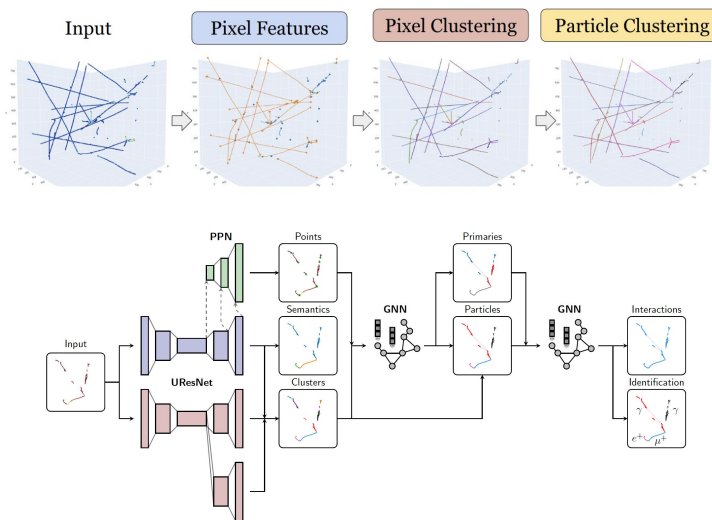 Input
Pixel Features
Pixel Clustering
Particle Clustering
PPN
Points
Primaries
Semantics
GNN
Particles
GNN
Interactions
Input
UResNet
Clusters
Identification
γ
γ
e⁺
μ⁺